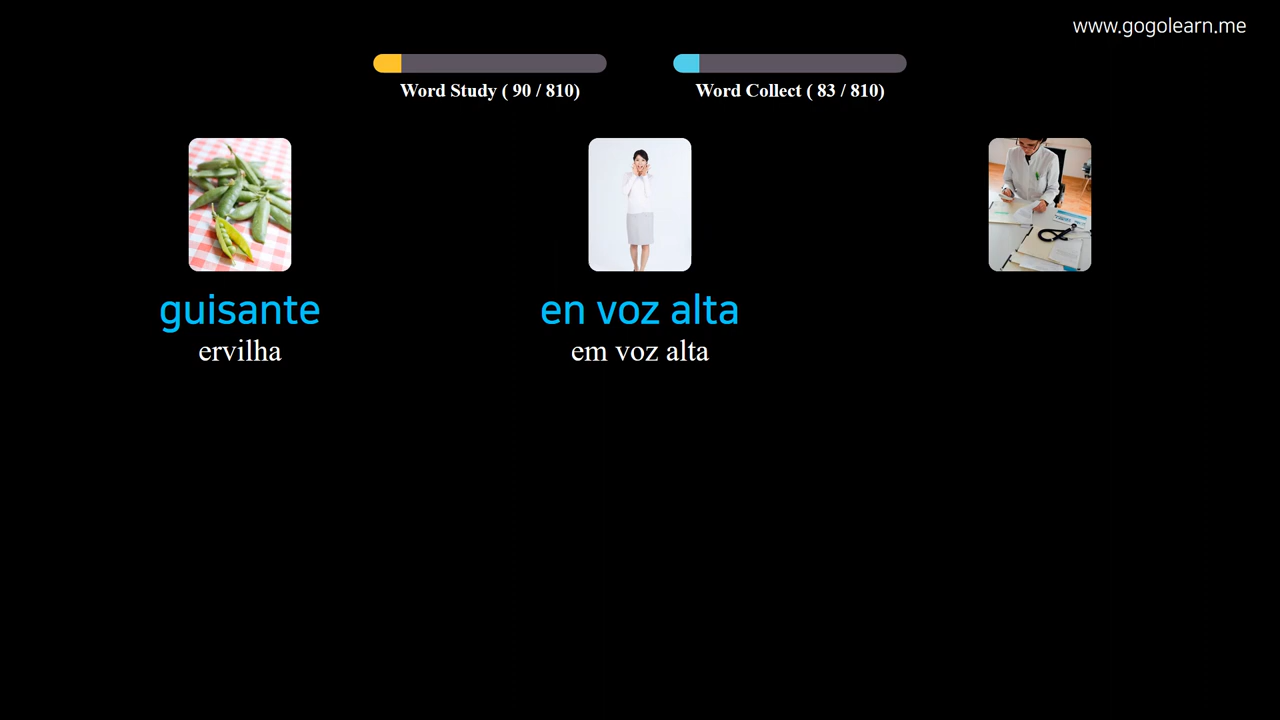 www.gogolearn.me
Word Study ( 90 / 810)
Word Collect ( 83 / 810)
guisante
ervilha
en voz alta
em voz alta